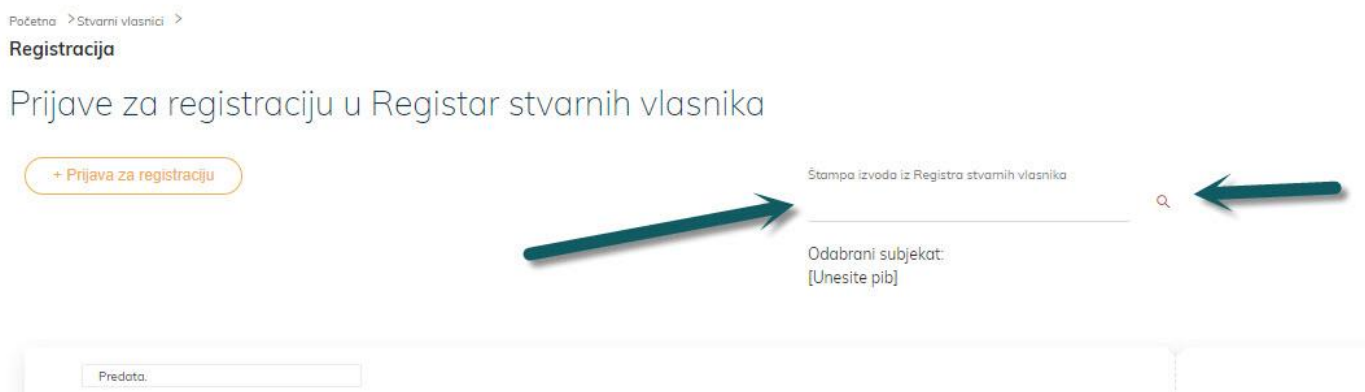 Početna > Stvarni vlasnici >
Registracija
Prijave za registraciju u Registar stvarnih vlasnika
+ Prijava za registraciju
Štampa izvoda iz Registra stvarnih vlasnika
Odabrani subjekat:
[Unesite pib]
Predata.